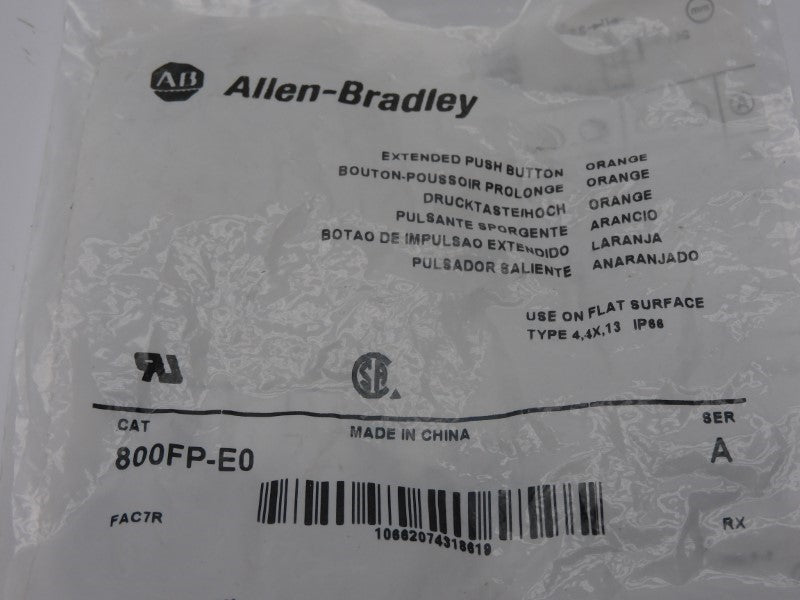 AB Allen-Bradley
EXTENDED PUSH BUTTON ORANGE
BOUTON-POUSSOIR PROLONGE ORANGE
DRUCKTASTEIHOCH ORANGE
PULSANTE SPORGENTE ARANCIO
BOTAO DE IMPULSAO EXTENDIDO LARANJA
PULSADOR SALIENTE ANARANJADO
USE ON FLAT SURFACE
TYPE 4,4X,13 IP66
CAT MADE IN CHINA SER
800FP-E0 A
FAC7R RX
10662074318619